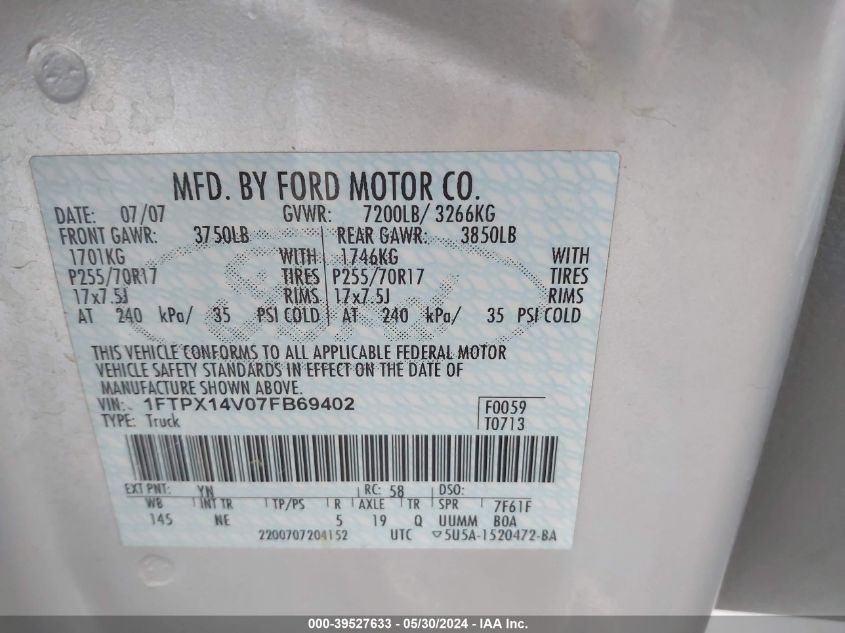 MFD. BY FORD MOTOR CO.
DATE: 07/07 GVWR: 7200LB/ 3266KG
FRONT GAWR: 3750LB REAR GAWR: 3850LB
1701KG WITH 1746KG WITH
P255/70R17 TIRES P255/70R17 TIRES
17x7.5J RIMS 17x7.5J RIMS
AT 240 kPa/ 35 PSI COLD AT 240 kPa/ 35 PSI COLD
THIS VEHICLE CONFORMS TO ALL APPLICABLE FEDERAL MOTOR
VEHICLE SAFETY STANDARDS IN EFFECT ON THE DATE OF
MANUFACTURE SHOWN ABOVE.
VIN: 1FTPX14V07FB69402 F0059
TYPE: Truck T0713
EXT PNT: YN RC: 58 DSO:
WB INT TR TP/PS R AXLE TR SPR 7F61F
145 NE 5 19 Q UUMM BOA
2200707204152 UTC ▽5U5A-1520472-BA
000-39527633 - 05/30/2024 - IAA Inc.